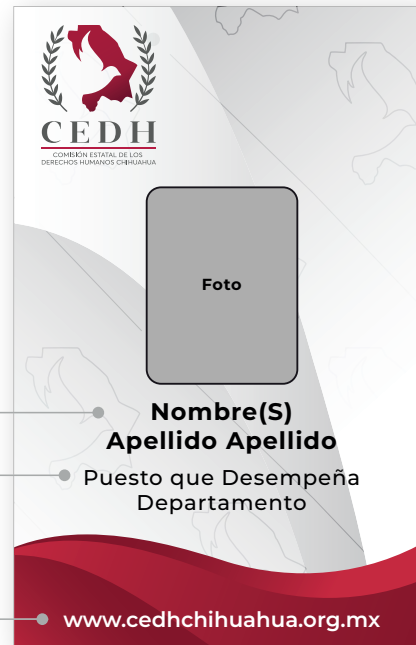 CEDH
COMISIÓN ESTATAL DE LOS
DERECHOS HUMANOS CHIHUAHUA
Foto
Nombre(S)
Apellido Apellido
Puesto que Desempeña
Departamento
www.cedhchihuahua.org.mx